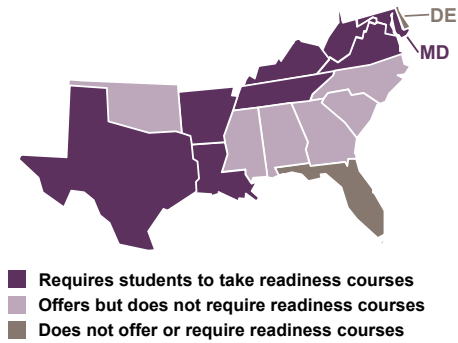 DE
MD
Requires students to take readiness courses
Offers but does not require readiness courses
Does not offer or require readiness courses